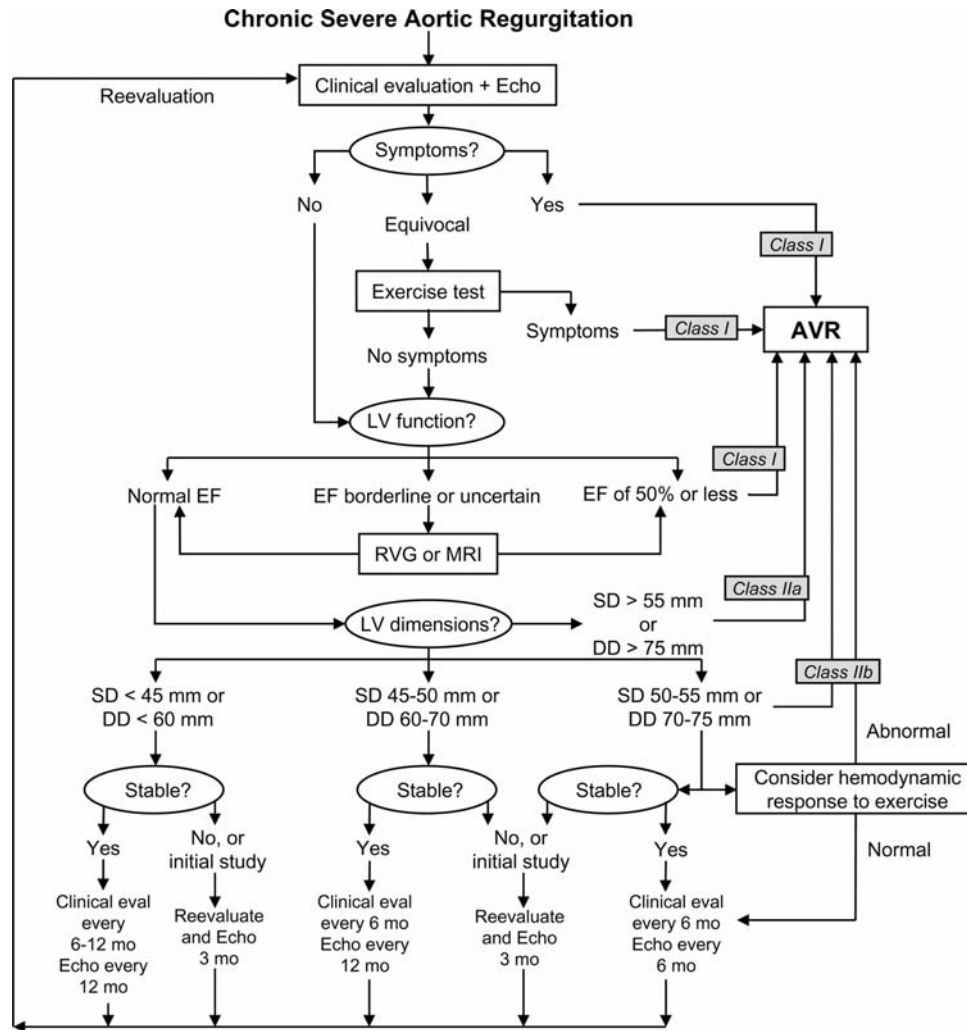 Chronic Severe Aortic Regurgitation
Reevaluation
Clinical evaluation + Echo
Symptoms?
No
Equivocal
Yes
Class I
Exercise test
Symptoms
Class I
AVR
No symptoms
LV function?
Normal EF
EF borderline or uncertain
EF of 50% or less
Class I
RVG or MRI
Class IIa
LV dimensions?
SD > 55 mm
or
DD > 75 mm
Class IIb
SD < 45 mm or
DD < 60 mm
SD 45-50 mm or
DD 60-70 mm
SD 50-55 mm or
DD 70-75 mm
Abnormal
Stable?
Stable?
Stable?
Consider hemodynamic
response to exercise
Yes
No, or
initial study
Yes
No, or
initial study
Yes
Normal
Clinical eval
every
6-12 mo
Echo every
12 mo
Reevaluate
and Echo
3 mo
Clinical eval
every 6 mo
Echo every
12 mo
Reevaluate
and Echo
3 mo
Clinical eval
every 6 mo
Echo every
6 mo